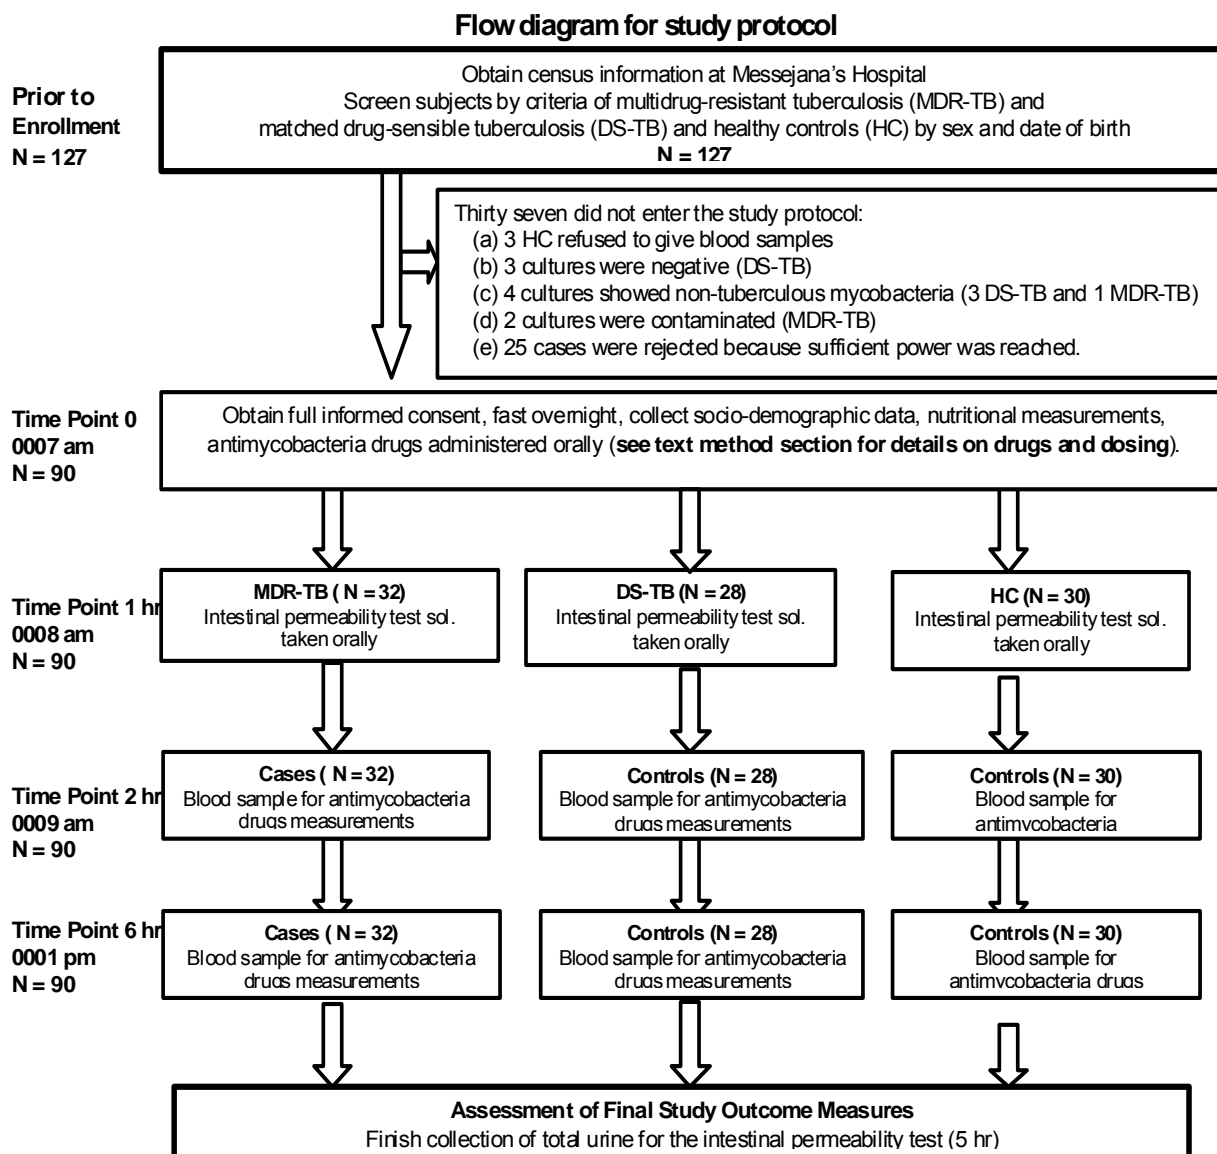 Flow diagram for study protocol
Prior to
Enrollment
N = 127
Obtain census information at Messejana's Hospital
Screen subjects by criteria of multidrug-resistant tuberculosis (MDR-TB) and
matched drug-sensible tuberculosis (DS-TB) and healthy controls (HC) by sex and date of birth
N = 127
Thirty seven did not enter the study protocol:
(a) 3 HC refused to give blood samples
(b) 3 cultures were negative (DS-TB)
(c) 4 cultures showed non-tuberculous mycobacteria (3 DS-TB and 1 MDR-TB)
(d) 2 cultures were contaminated (MDR-TB)
(e) 25 cases were rejected because sufficient power was reached.
Time Point 0
0007 am
N = 90
Obtain full informed consent, fast overnight, collect socio-demographic data, nutritional measurements,
antimycobacteria drugs administered orally (see text method section for details on drugs and dosing).
Time Point 1 hr
0008 am
N = 90
MDR-TB ( N = 32)
Intestinal permeability test sol.
taken orally
DS-TB (N = 28)
Intestinal permeability test sol.
taken orally
HC (N = 30)
Intestinal permeability test sol.
taken orally
Time Point 2 hr
0009 am
N = 90
Cases ( N = 32)
Blood sample for antimycobacteria
drugs measurements
Controls (N = 28)
Blood sample for antimycobacteria
drugs measurements
Controls (N = 30)
Blood sample for
antimycobacteria
Time Point 6 hr
0001 pm
N = 90
Cases ( N = 32)
Blood sample for antimycobacteria
drugs measurements
Controls (N = 28)
Blood sample for antimycobacteria
drugs measurements
Controls (N = 30)
Blood sample for
antimycobacteria drugs
Assessment of Final Study Outcome Measures
Finish collection of total urine for the intestinal permeability test (5 hr)